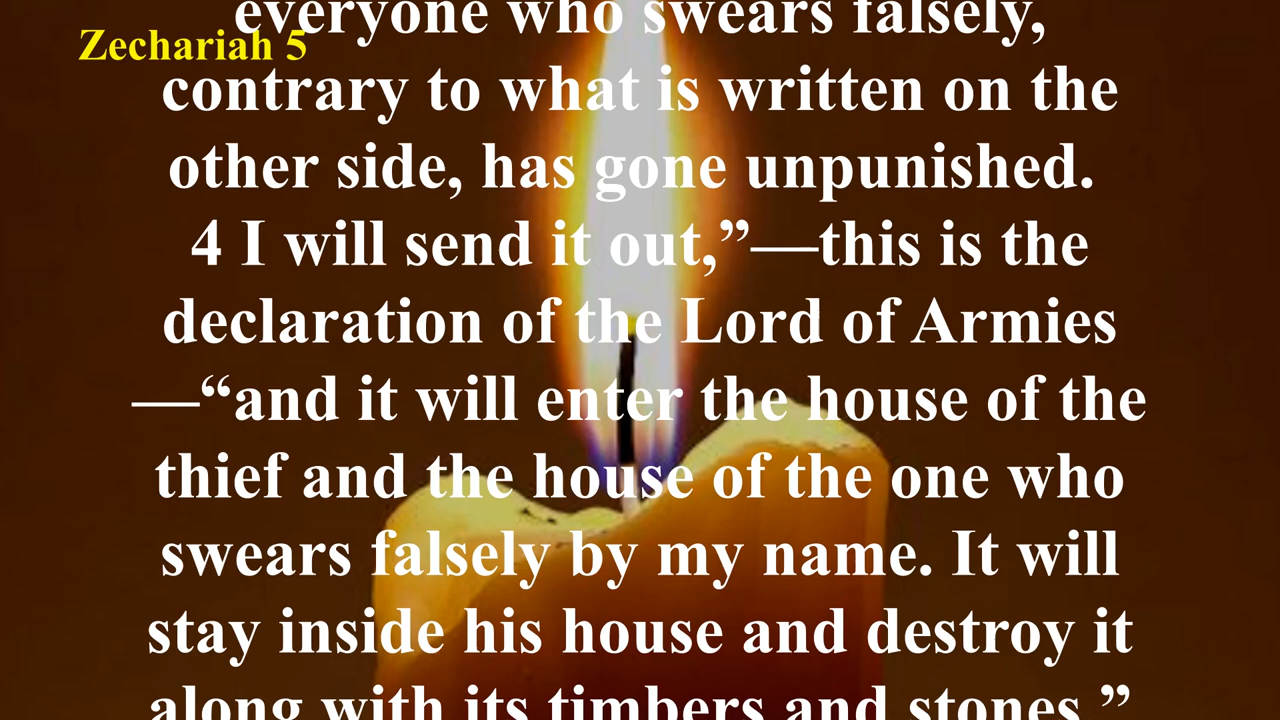 everyone who swears falsely,
Zechariah 5
contrary to what is written on the
other side, has gone unpunished.
4 I will send it out,”—this is the
declaration of the Lord of Armies
—“and it will enter the house of the
thief and the house of the one who
swears falsely by my name. It will
stay inside his house and destroy it
along with its timbers and stones.”